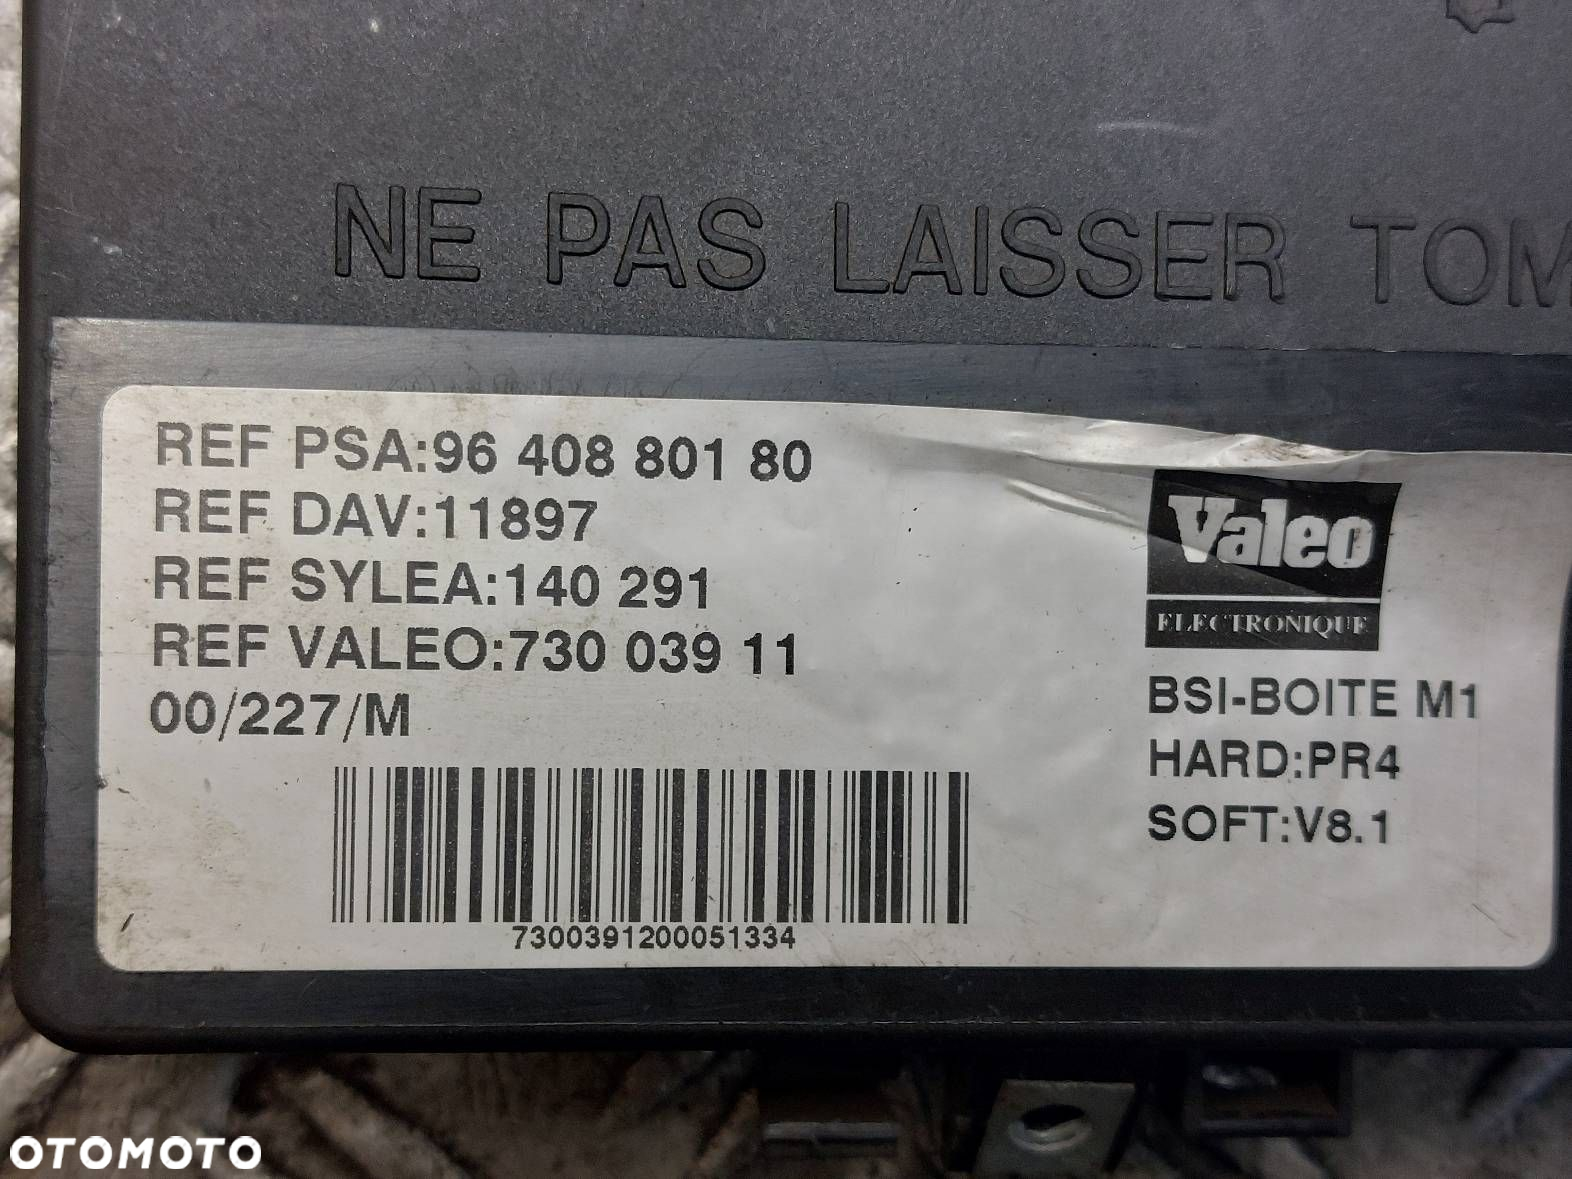 NE PAS LAISSER TOM
REF PSA:96 408 801 80
REF DAV:11897
REF SYLEA:140 291
REF VALEO:730 039 11
00/227/M
7300391200051334
Valeo
ELECTRONIQUE
BSI-BOITE M1
HARD:PR4
SOFT:V8.1
OTOMOTO